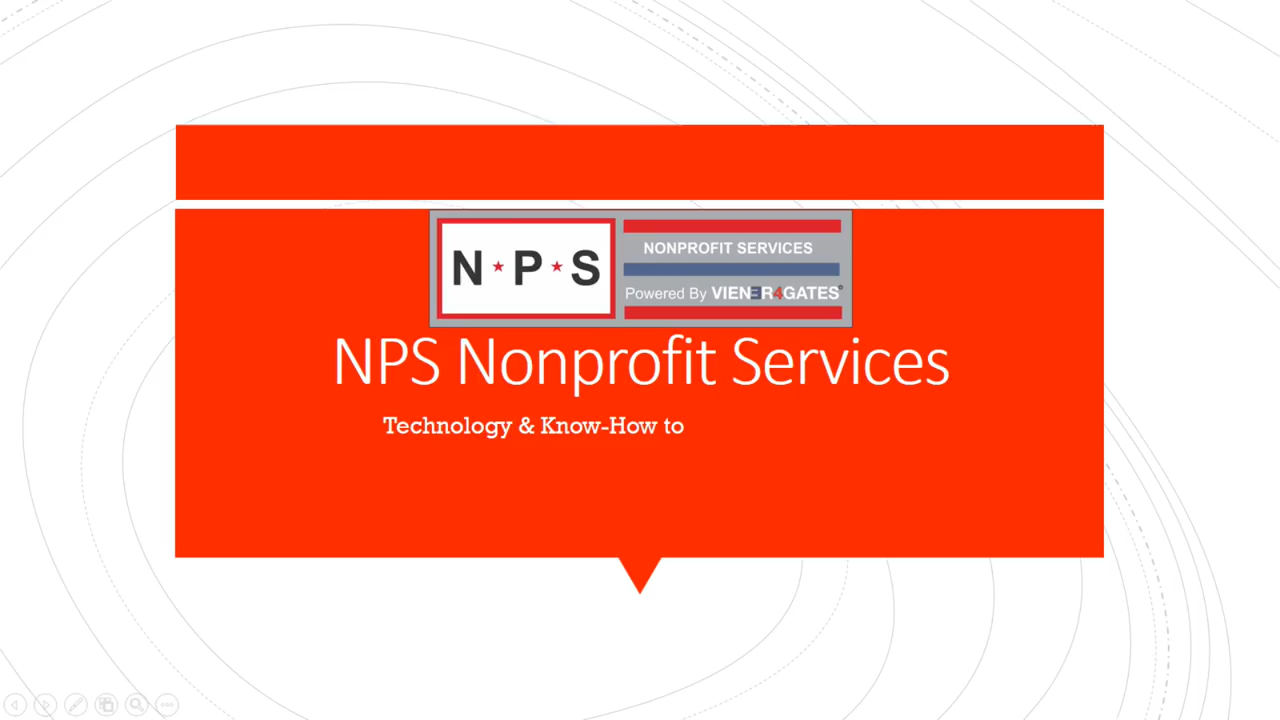 N ★ P ★ S
NONPROFIT SERVICES
Powered By VIENER4GATES
NPS Nonprofit Services
Technology & Know-How to